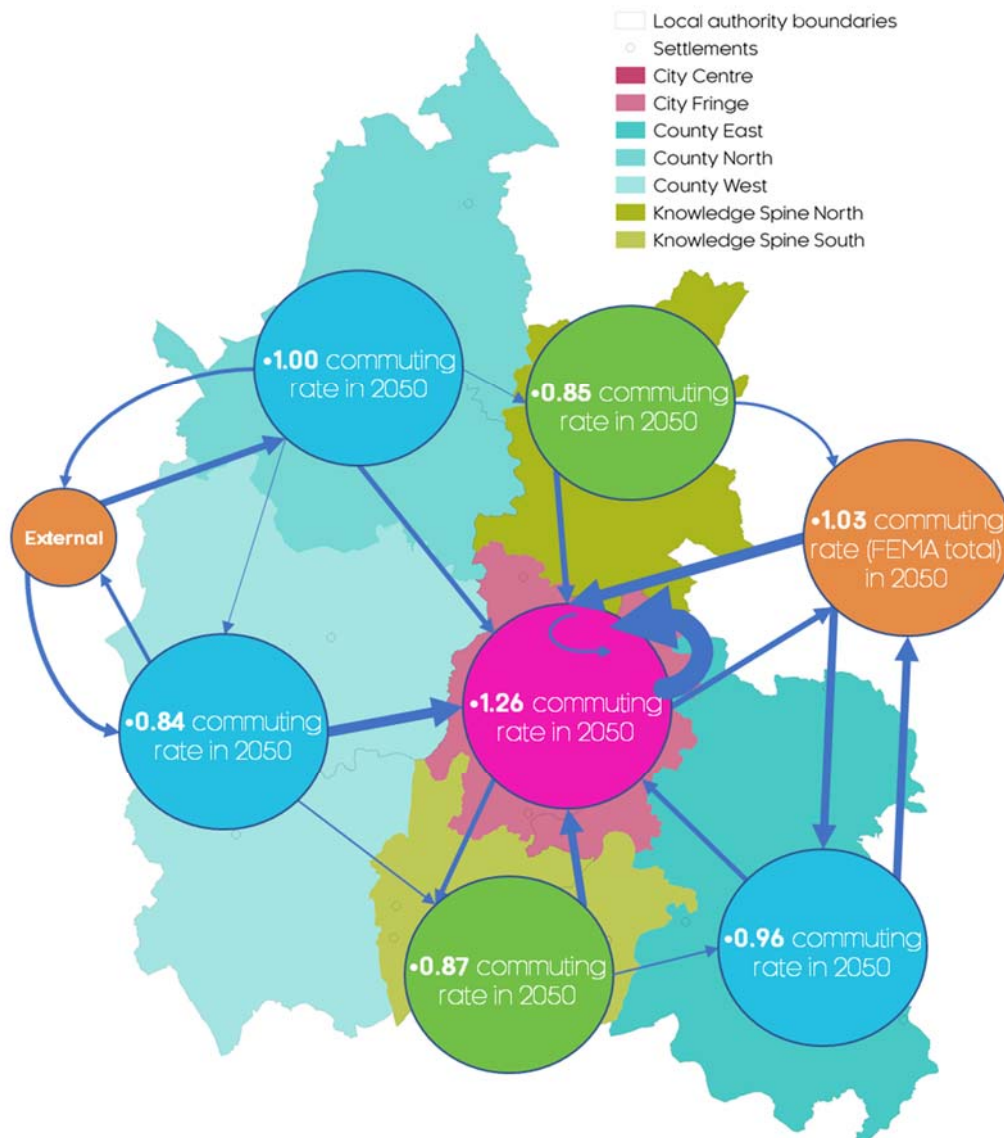 Local authority boundaries
Settlements
City Centre
City Fringe
County East
County North
County West
Knowledge Spine North
Knowledge Spine South
•1.00 commuting
rate in 2050
•0.85 commuting
rate in 2050
External
•1.03 commuting
rate (FEMA total)
in 2050
•0.84 commuting
rate in 2050
•1.26 commuting
rate in 2050
•0.87 commuting
rate in 2050
•0.96 commuting
rate in 2050